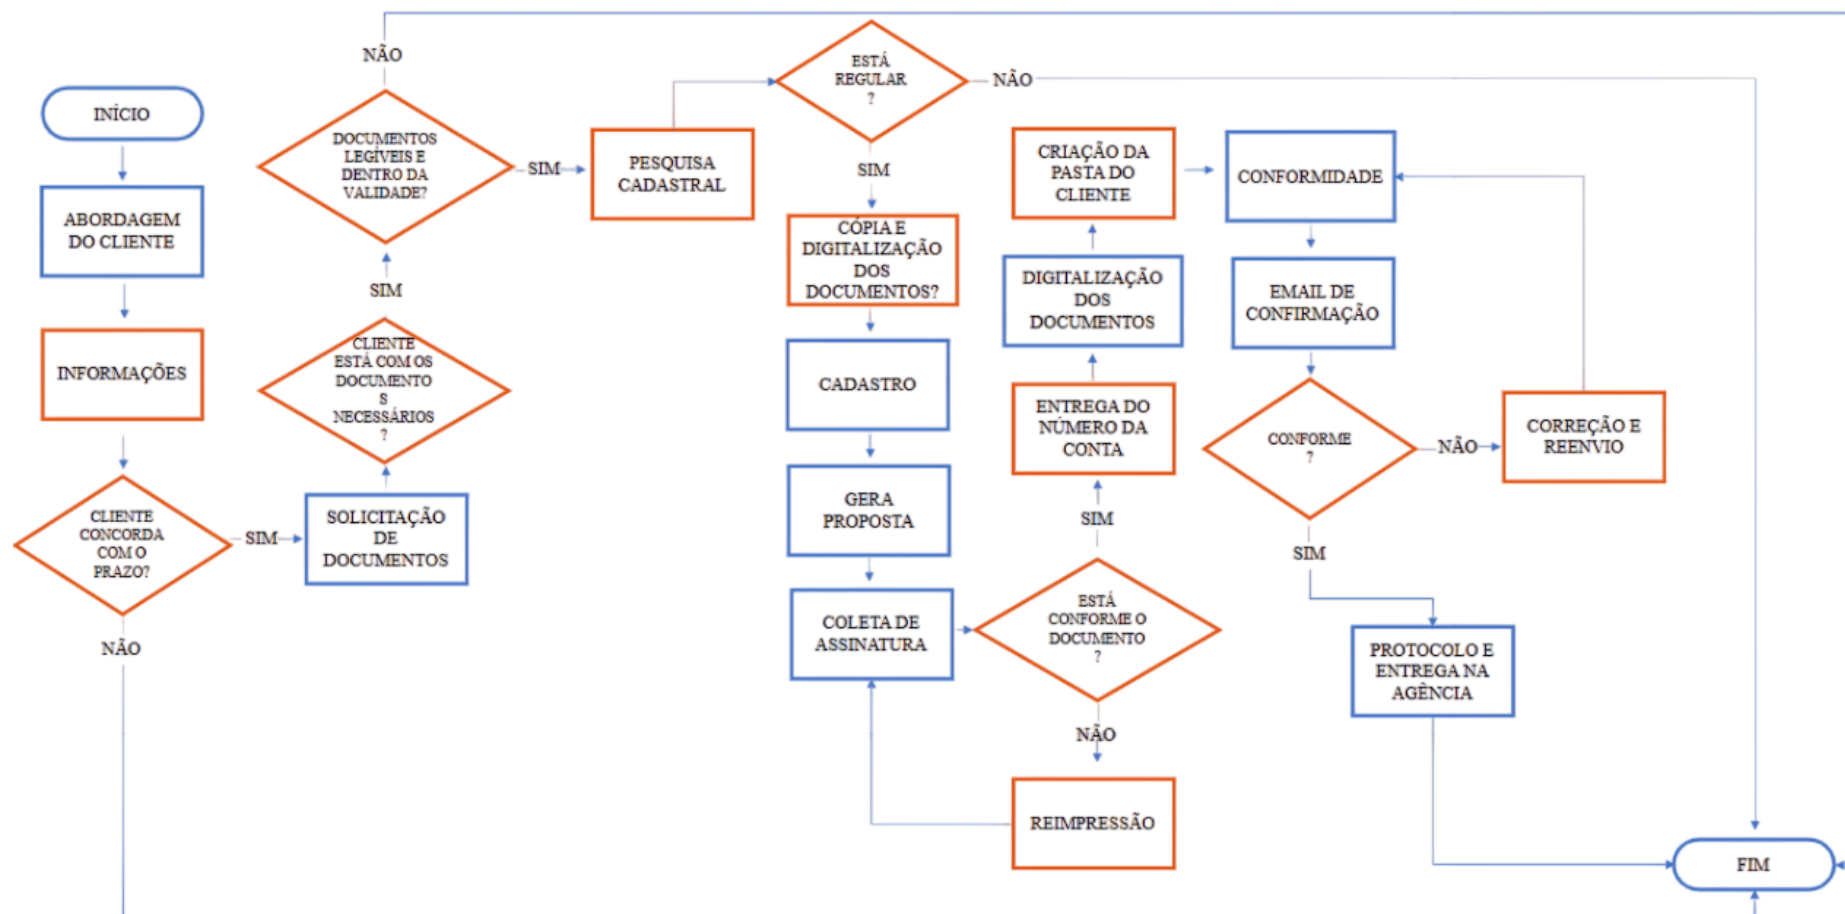 INÍCIO
ABORDAGEM
DO CLIENTE
INFORMAÇÕES
CLIENTE
CONCORDA
COM O
PRAZO?
NÃO
SIM
SOLICITAÇÃO
DE
DOCUMENTOS
CLIENTE
ESTÁ COM OS
DOCUMENTO
S
NECESSÁRIOS
?
SIM
DOCUMENTOS
LEGÍVEIS E
DENTRO DA
VALIDADE?
NÃO
SIM
PESQUISA
CADASTRAL
ESTÁ
REGULAR
?
NÃO
SIM
CÓPIA E
DIGITALIZAÇÃO
DOS
DOCUMENTOS?
CADASTRO
GERA
PROPOSTA
COLETA DE
ASSINATURA
ESTÁ
CONFORME O
DOCUMENTO
?
NÃO
REIMPRESSÃO
SIM
ENTREGA DO
NÚMERO DA
CONTA
DIGITALIZAÇÃO
DOS
DOCUMENTOS
CRIAÇÃO DA
PASTA DO
CLIENTE
CONFORMIDADE
EMAIL DE
CONFIRMAÇÃO
CONFORME
?
NÃO
CORREÇÃO E
REENVIO
SIM
PROTOCOLO E
ENTREGA NA
AGÊNCIA
FIM